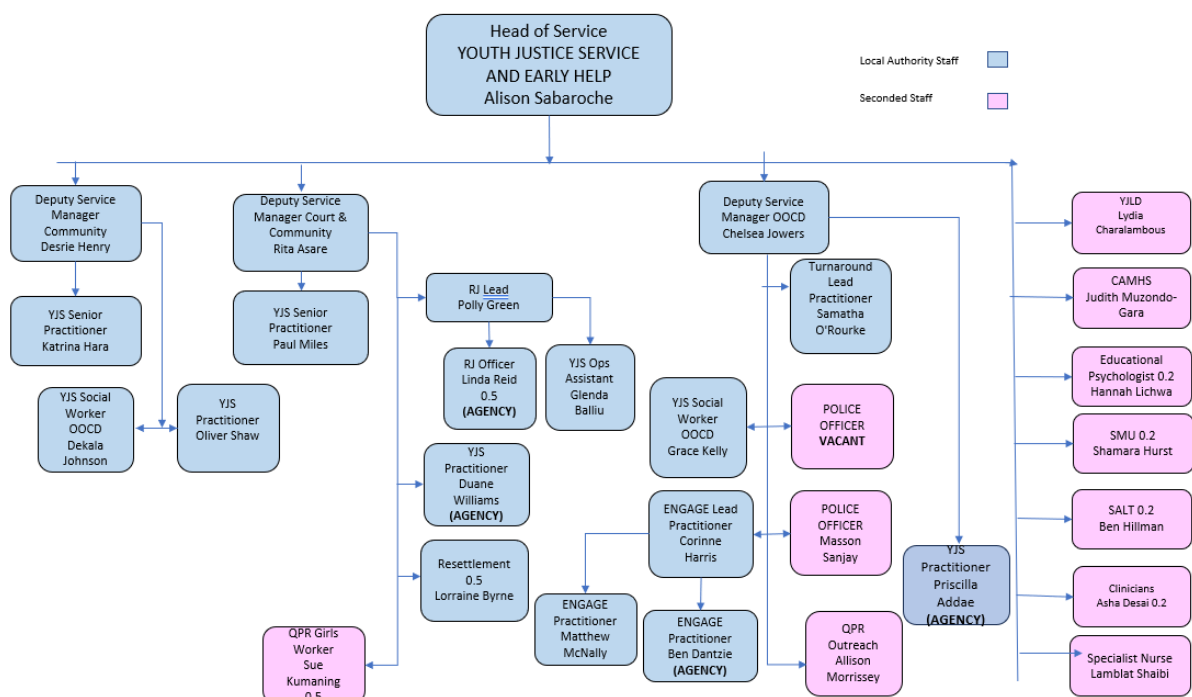 Head of Service
YOUTH JUSTICE SERVICE
AND EARLY HELP
Alison Sabaroche
Local Authority Staff
Seconded Staff
Deputy Service
Manager
Community
Desrie Henry
Deputy Service
Manager Court &
Community
Rita Asare
Deputy Service
Manager OOCD
Chelsea Jowers
YJLD
Lydia
Charalambous
Turnaround
Lead
Practitioner
Samatha
O'Rourke
CAMHS
Judith Muzondo-
Gara
RJ Lead
Polly Green
YJS Senior
Practitioner
Katrina Hara
YJS Senior
Practitioner
Paul Miles
RJ Officer
Linda Reid
0.5
(AGENCY)
YJS Ops
Assistant
Glenda
Balliu
Educational
Psychologist 0.2
Hannah Lichwa
YJS Social
Worker
OOCD
Dekala
Johnson
YJS
Practitioner
Oliver Shaw
YJS Social
Worker
OOCD
Grace Kelly
POLICE
OFFICER
VACANT
SMU 0.2
Shamara Hurst
YJS
Practitioner
Duane
Williams
(AGENCY)
ENGAGE Lead
Practitioner
Corinne
Harris
POLICE
OFFICER
Masson
Sanjay
SALT 0.2
Ben Hillman
YJS
Practitioner
Priscilla
Addae
(AGENCY)
Resettlement
0.5
Lorraine Byrne
Clinicians
Asha Desai 0.2
ENGAGE
Practitioner
Matthew
McNally
ENGAGE
Practitioner
Ben Dantzie
(AGENCY)
QPR
Outreach
Allison
Morrissey
QPR Girls
Worker
Sue
Kumaning
0.5
Specialist Nurse
Lamblat Shaibi